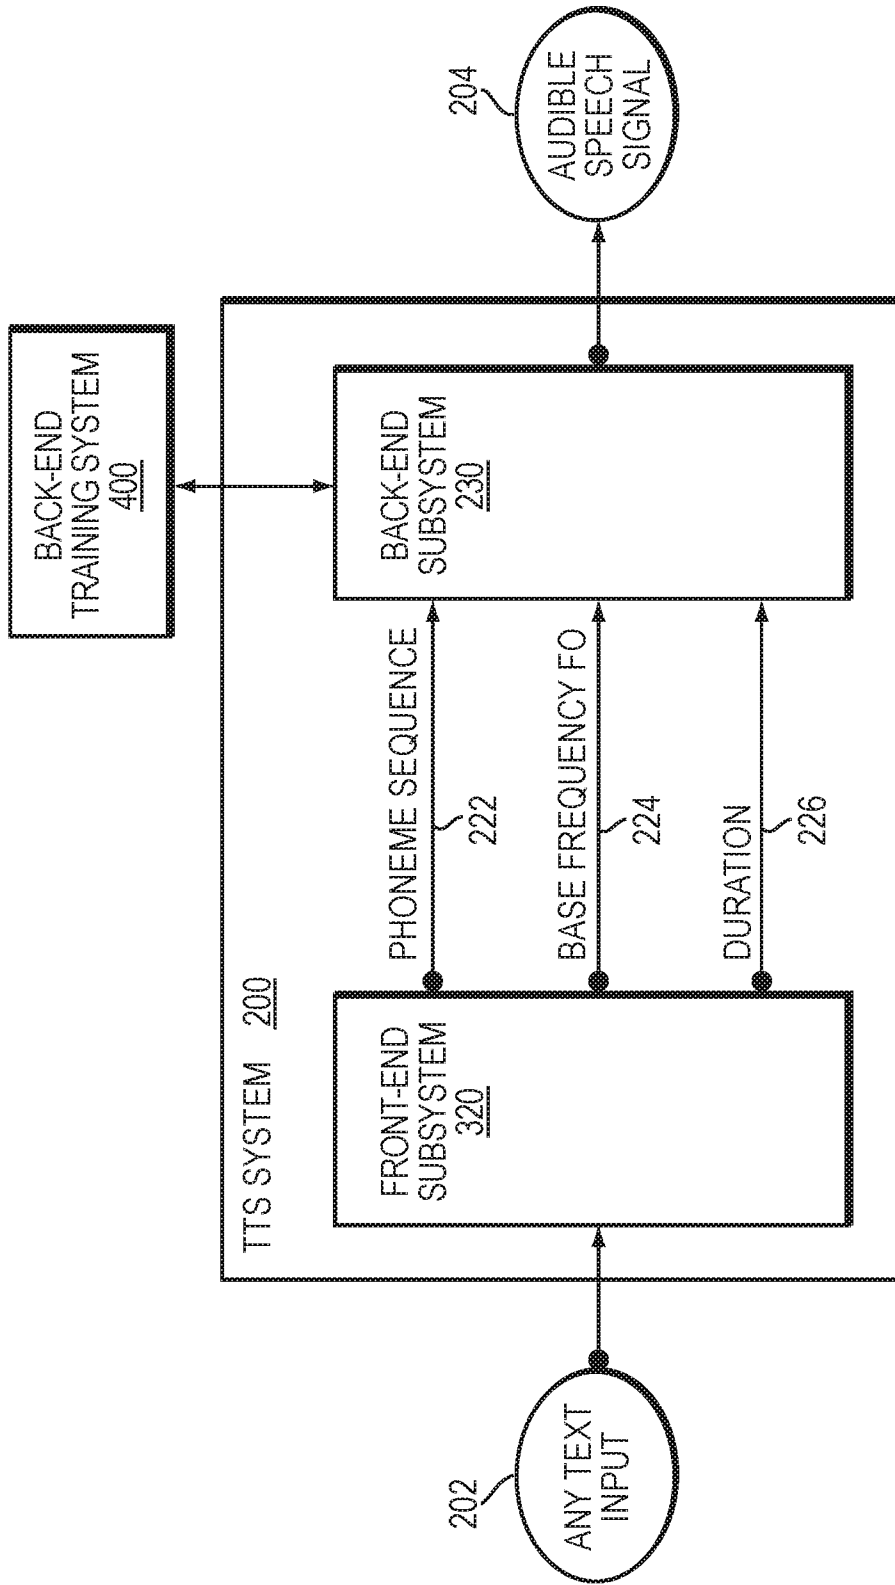 BACK-END
TRAINING SYSTEM
400
TTS SYSTEM 200
202
ANY TEXT
INPUT
FRONT-END
SUBSYSTEM
320
PHONEME SEQUENCE
222
BASE FREQUENCY FO
224
DURATION
226
BACK-END
SUBSYSTEM
230
204
AUDIBLE
SPEECH
SIGNAL